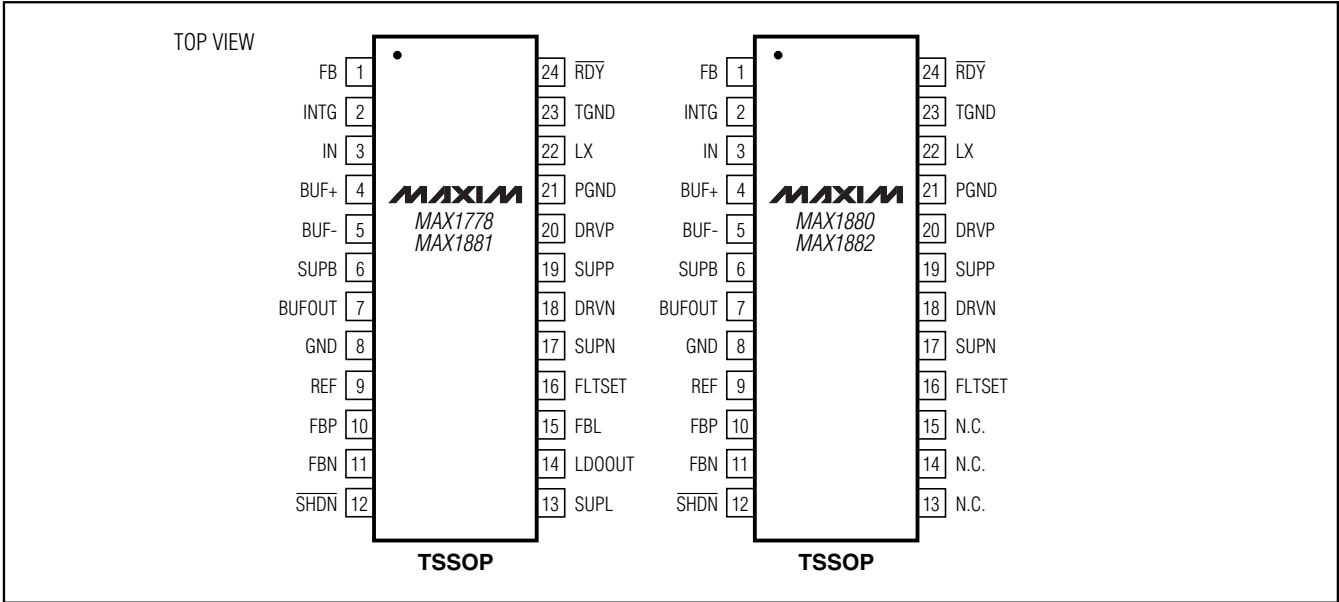 TOP VIEW
FB 1
INTG 2
IN 3
BUF+ 4
BUF- 5
SUPB 6
BUFOUT 7
GND 8
REF 9
FBP 10
FBN 11
SHDN 12
MAXIM
MAX1778
MAX1881
24 RDY
23 TGND
22 LX
21 PGND
20 DRVP
19 SUPP
18 DRVN
17 SUPN
16 FLTSET
15 FBL
14 LDOOUT
13 SUPL
TSSOP
FB 1
INTG 2
IN 3
BUF+ 4
BUF- 5
SUPB 6
BUFOUT 7
GND 8
REF 9
FBP 10
FBN 11
SHDN 12
MAXIM
MAX1880
MAX1882
24 RDY
23 TGND
22 LX
21 PGND
20 DRVP
19 SUPP
18 DRVN
17 SUPN
16 FLTSET
15 N.C.
14 N.C.
13 N.C.
TSSOP